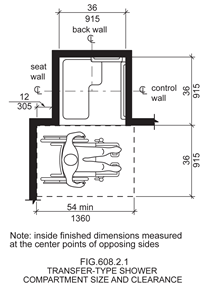 36
915
back wall
℄
℄
seat
wall
℄
control
wall
36
915
12
305
36
915
54 min
1360
Note: inside finished dimensions measured
at the center points of opposing sides
FIG.608.2.1
TRANSFER-TYPE SHOWER
COMPARTMENT SIZE AND CLEARANCE